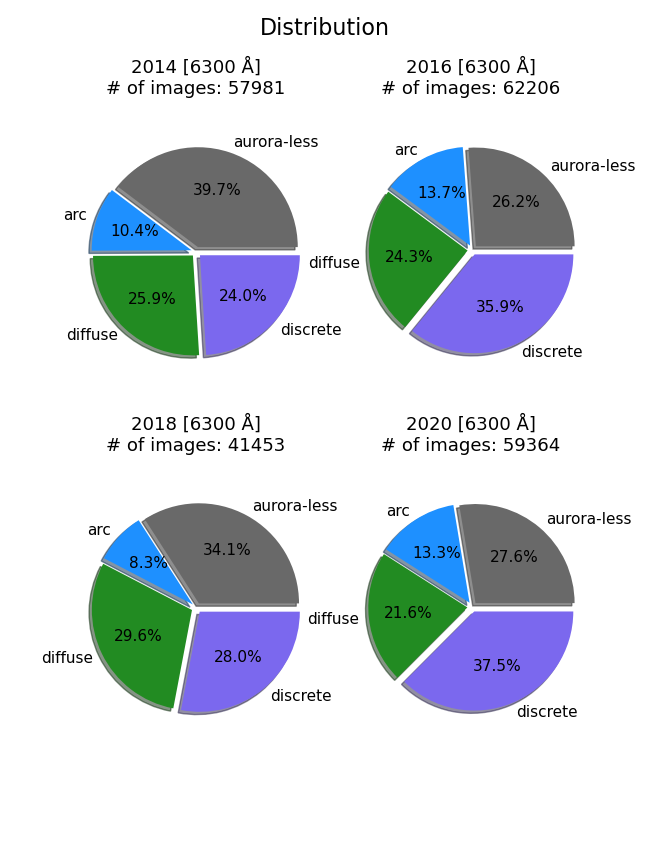 Distribution
2014 [6300 Å]
# of images: 57981
aurora-less
39.7%
arc
10.4%
diffuse
25.9%
discrete
24.0%
2016 [6300 Å]
# of images: 62206
aurora-less
26.2%
arc
13.7%
diffuse
24.3%
discrete
35.9%
2018 [6300 Å]
# of images: 41453
aurora-less
34.1%
arc
8.3%
diffuse
29.6%
discrete
28.0%
2020 [6300 Å]
# of images: 59364
aurora-less
27.6%
arc
13.3%
diffuse
21.6%
discrete
37.5%